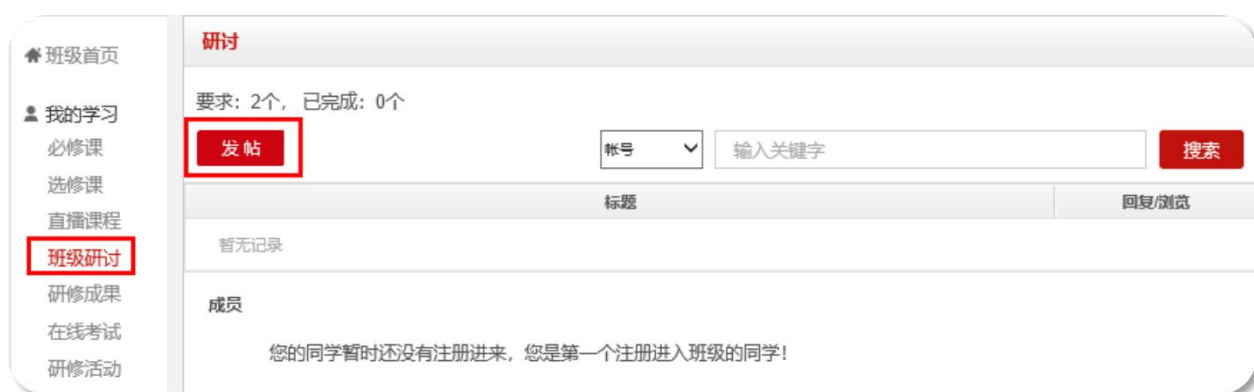 班级首页
我的学习
必修课
选修课
直播课程
班级研讨
研修成果
在线考试
研修活动
研讨
要求：2个，已完成：0个
发帖
帐号
输入关键字
搜索
标题
回复/浏览
暂无记录
成员
您的同学暂时还没有注册进来，您是第一个注册进入班级的同学！